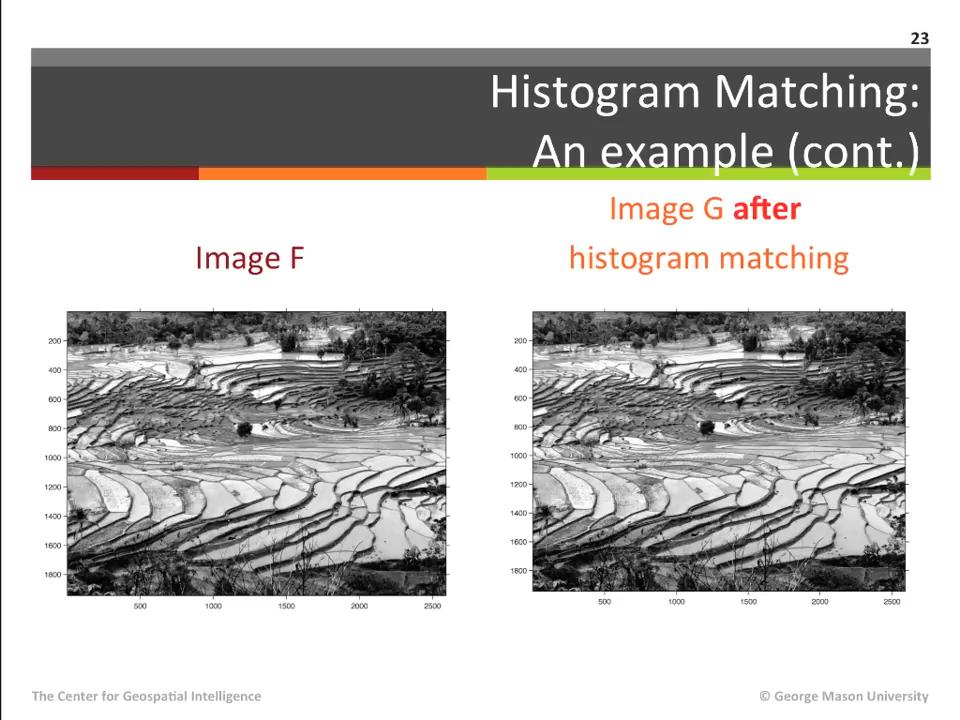 23
Histogram Matching:
An example (cont.)
Image F
Image G after
histogram matching
200
400
600
800
1000
1200
1400
1600
1800
500 1000 1500 2000 2500
200
400
600
800
1000
1200
1400
1600
1800
500 1000 1500 2000 2500
The Center for Geospatial Intelligence
© George Mason University